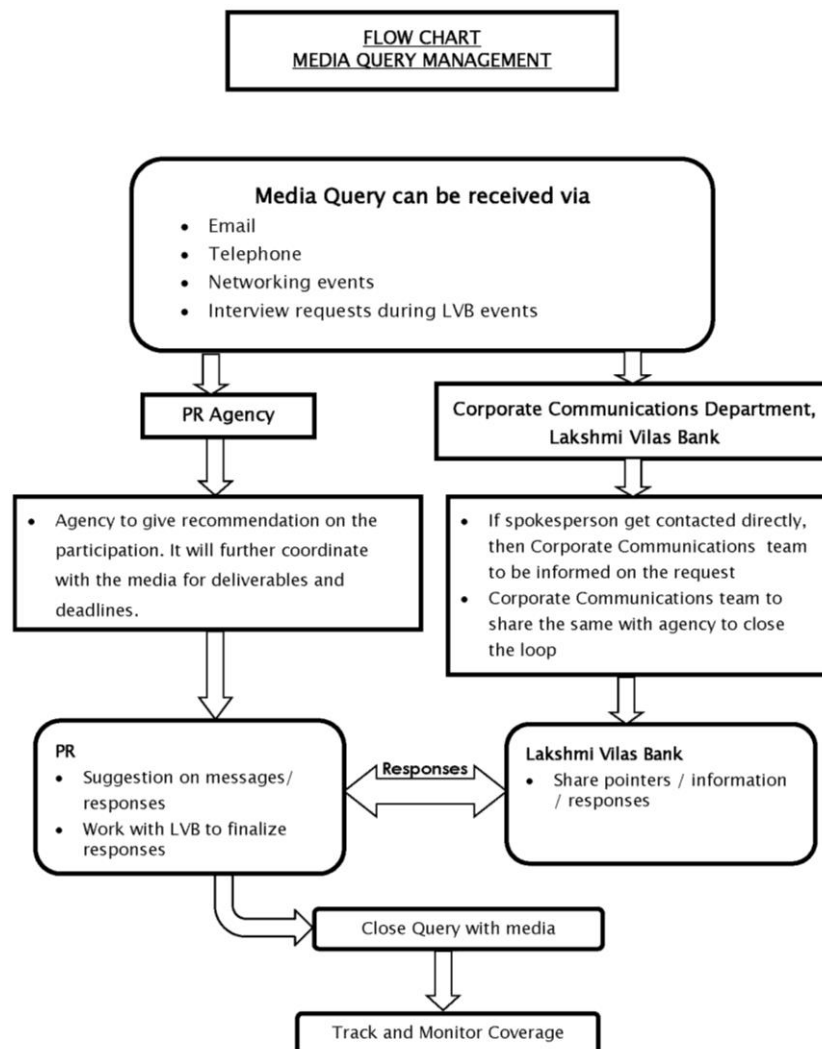 FLOW CHART
MEDIA QUERY MANAGEMENT
Media Query can be received via
• Email
• Telephone
• Networking events
• Interview requests during LVB events
PR Agency
Corporate Communications Department,
Lakshmi Vilas Bank
• Agency to give recommendation on the
participation. It will further coordinate
with the media for deliverables and
deadlines.
• If spokesperson get contacted directly,
then Corporate Communications team
to be informed on the request
• Corporate Communications team to
share the same with agency to close
the loop
PR
• Suggestion on messages/
responses
• Work with LVB to finalize
responses
Responses
Lakshmi Vilas Bank
• Share pointers / information
/ responses
Close Query with media
Track and Monitor Coverage